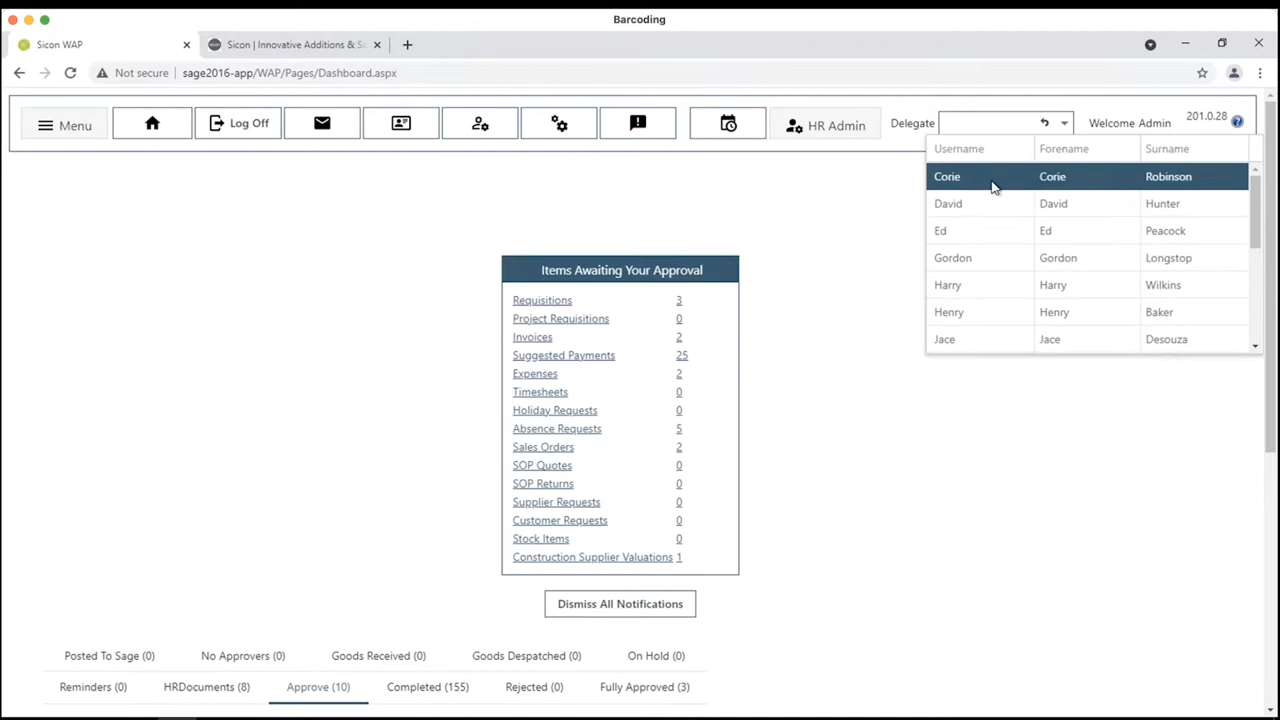 Barcoding
Sicon WAP
Sicon | Innovative Additions & S
Not secure
sage2016-app/WAP/Pages/Dashboard.aspx
Menu
Log Off
HR Admin
Delegate
Welcome Admin
201.0.28
Username Forename Surname
Corie Corie Robinson
David David Hunter
Ed Ed Peacock
Gordon Gordon Longstop
Harry Harry Wilkins
Henry Henry Baker
Jace Jace Desouza
Items Awaiting Your Approval
Requisitions 3
Project Requisitions 0
Invoices 2
Suggested Payments 25
Expenses 2
Timesheets 0
Holiday Requests 0
Absence Requests 5
Sales Orders 2
SOP Quotes 0
SOP Returns 0
Supplier Requests 0
Customer Requests 0
Stock Items 0
Construction Supplier Valuations 1
Dismiss All Notifications
Posted To Sage (0) No Approvers (0) Goods Received (0) Goods Despatched (0) On Hold (0)
Reminders (0) HRDocuments (8) Approve (10) Completed (155) Rejected (0) Fully Approved (3)